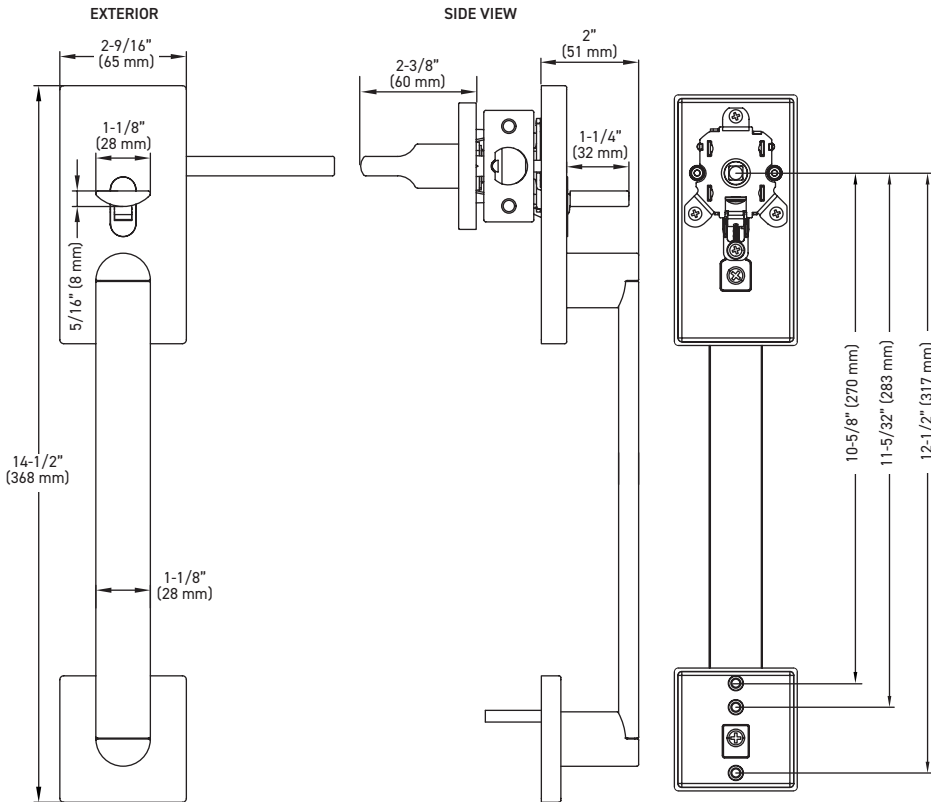 EXTERIOR
SIDE VIEW
2-9/16”
(65 mm)
2”
(51 mm)
2-3/8”
(60 mm)
1-1/8”
(28 mm)
1-1/4”
(32 mm)
5/16” (8 mm)
14-1/2”
(368 mm)
1-1/8”
(28 mm)
10-5/8” (270 mm)
11-5/32” (283 mm)
12-1/2” (317 mm)